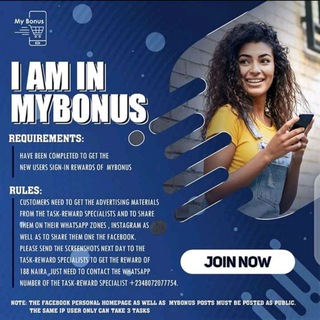 My Bonus
I AM IN
MYBONUS
REQUIREMENTS:
HAVE BEEN COMPLETED TO GET THE
NEW USERS SIGN-IN REWARDS OF MYBONUS
RULES:
CUSTOMERS NEED TO GET THE ADVERTISING MATERIALS
FROM THE TASK-REWARD SPECIALISTS AND TO SHARE
THEM ON THEIR WHATSAPP ZONES , INSTAGRAM AS
WELL AS TO SHARE THEM ONE THE FACEBOOK.
PLEASE SEND THE SCREENSHOTS NEXT DAY TO THE
TASK-REWARD SPECIALISTS TO GET THE REWARD OF
188 NAIRA ,JUST NEED TO CONTACT THE WHATSAPP
NUMBER OF THE TASK-REWARD SPECIALIST +2348072077754.
JOIN NOW
NOTE: THE FACEBOOK PERSONAL HOMEPAGE AS WELL AS MYBONUS POSTS MUST BE POSTED AS PUBLIC.
THE SAME IP USER ONLY CAN TAKE 3 TASKS